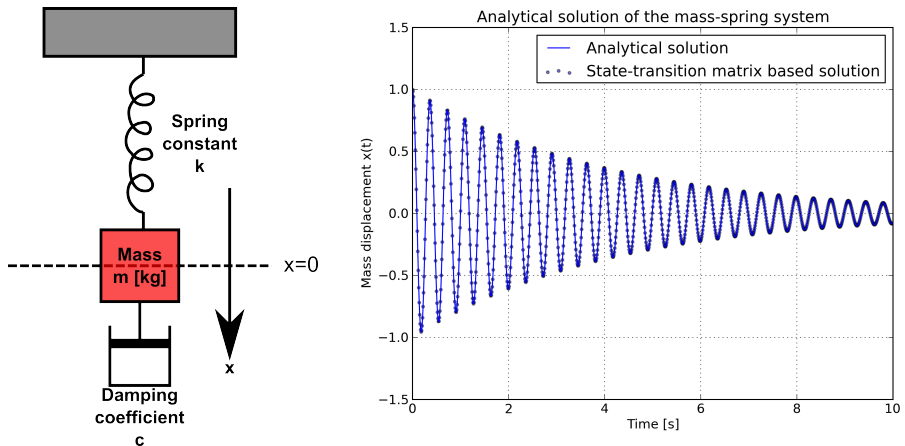 Spring
constant
k
Mass
m [kg]
x=0
x
Damping
coefficient
c
Analytical solution of the mass-spring system
Analytical solution
State-transition matrix based solution
Mass displacement x(t)
1.5
1.0
0.5
0.0
−0.5
−1.0
−1.5
0 2 4 6 8 10
Time [s]